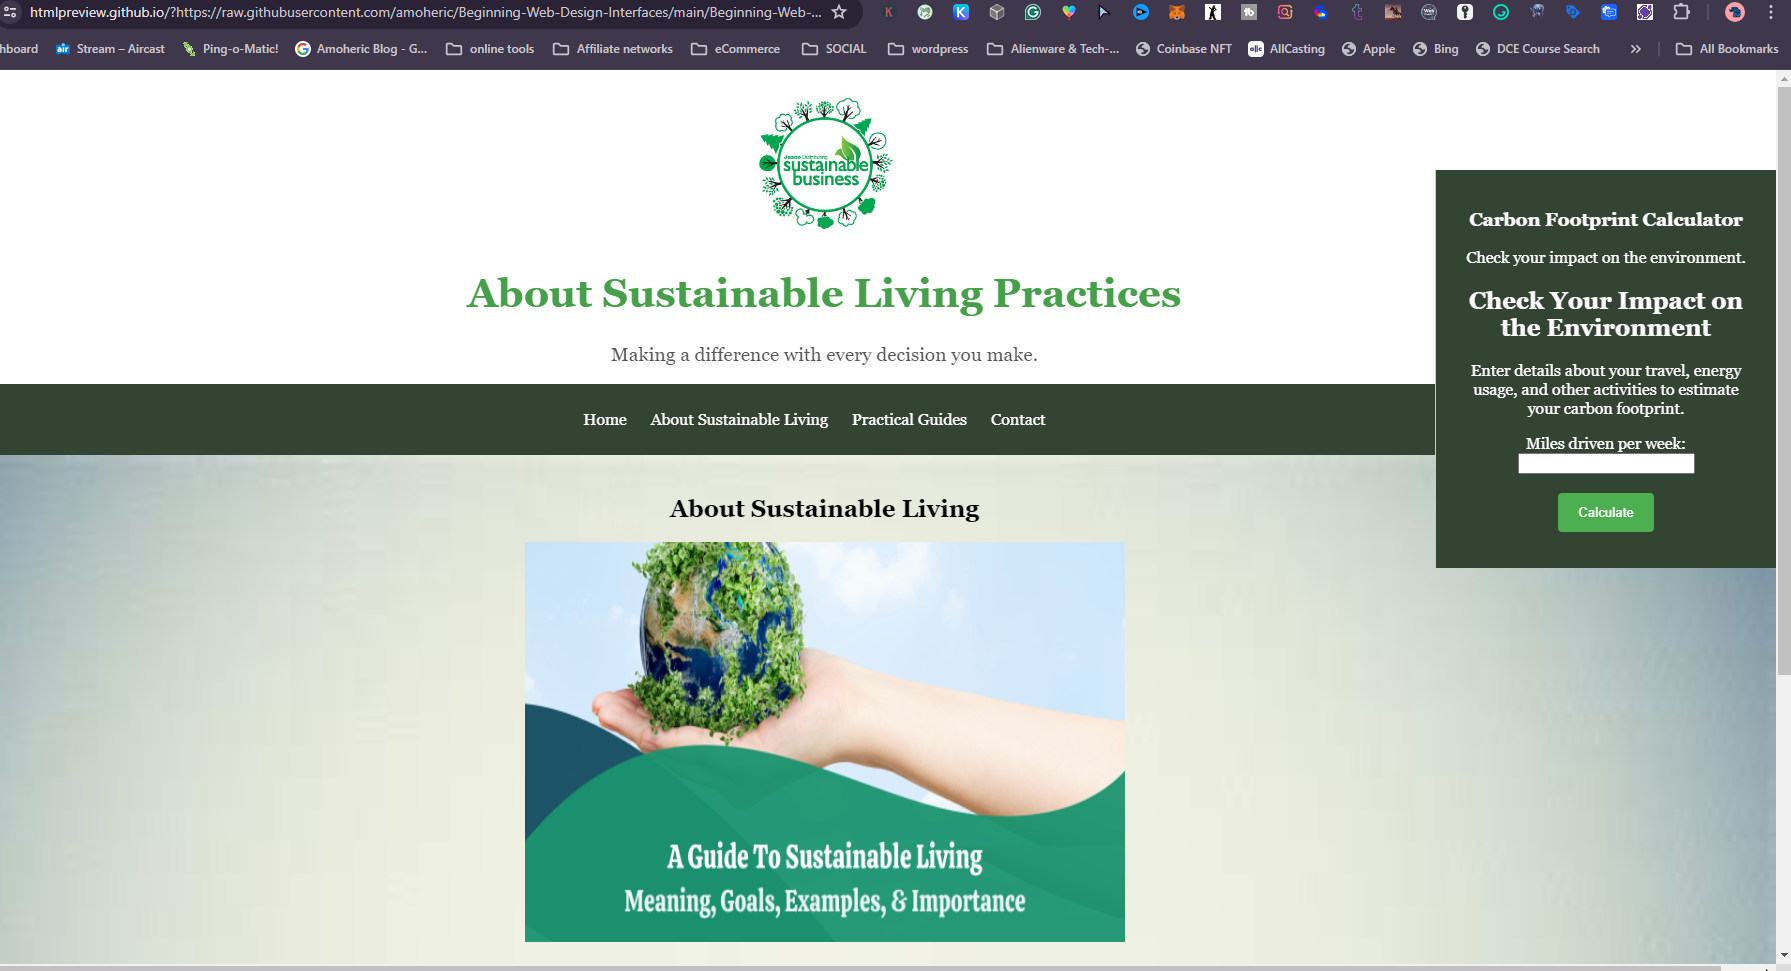 htmlpreview.github.io/?https://raw.githubusercontent.com/amoheric/Beginning-Web-Design-Interfaces/main/Beginning-Web-...
hboard
Stream – Aircast
Ping-o-Matic!
Amoheric Blog - G...
online tools
Affiliate networks
eCommerce
SOCIAL
wordpress
Alienware & Tech-...
Coinbase NFT
AllCasting
Apple
Bing
DCE Course Search
»
All Bookmarks
sustainable
business
About Sustainable Living Practices
Making a difference with every decision you make.
Home
About Sustainable Living
Practical Guides
Contact
Carbon Footprint Calculator
Check your impact on the environment.
Check Your Impact on
the Environment
Enter details about your travel, energy
usage, and other activities to estimate
your carbon footprint.
Miles driven per week:
Calculate
About Sustainable Living
A Guide To Sustainable Living
Meaning, Goals, Examples, & Importance